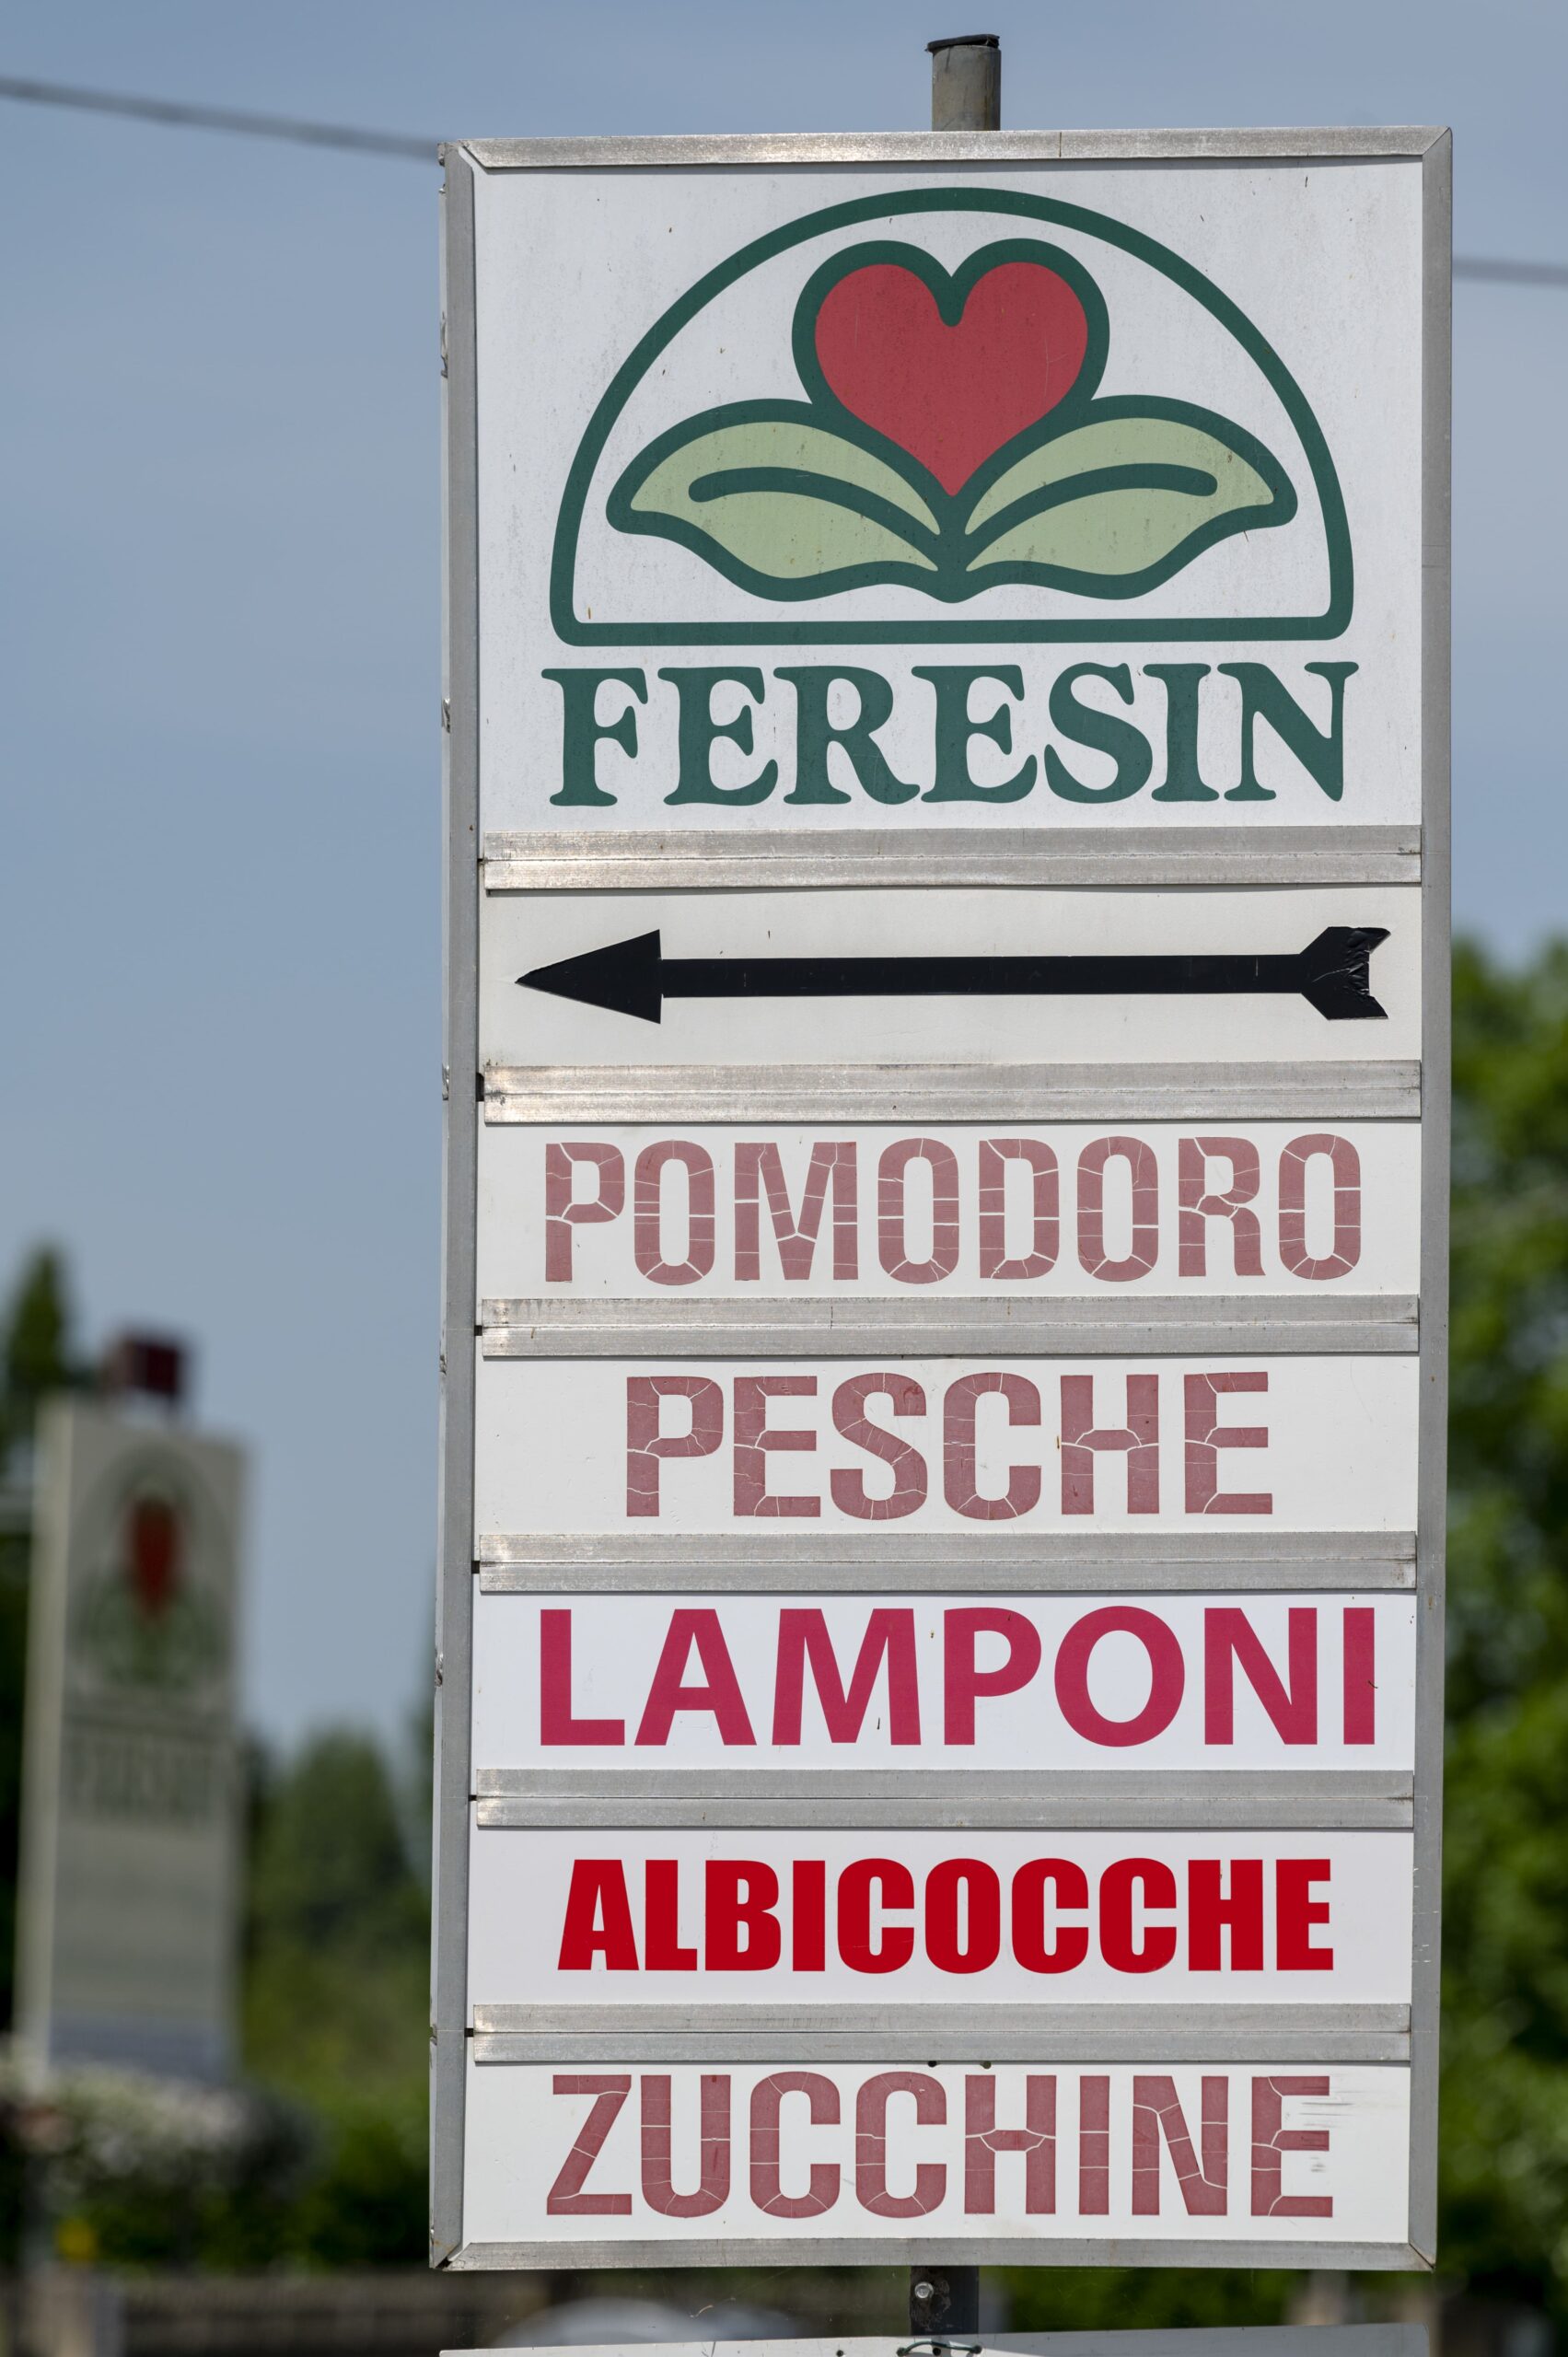 FERESIN
POMODORO
PESCHE
LAMPONI
ALBICOCCHE
ZUCCHINE